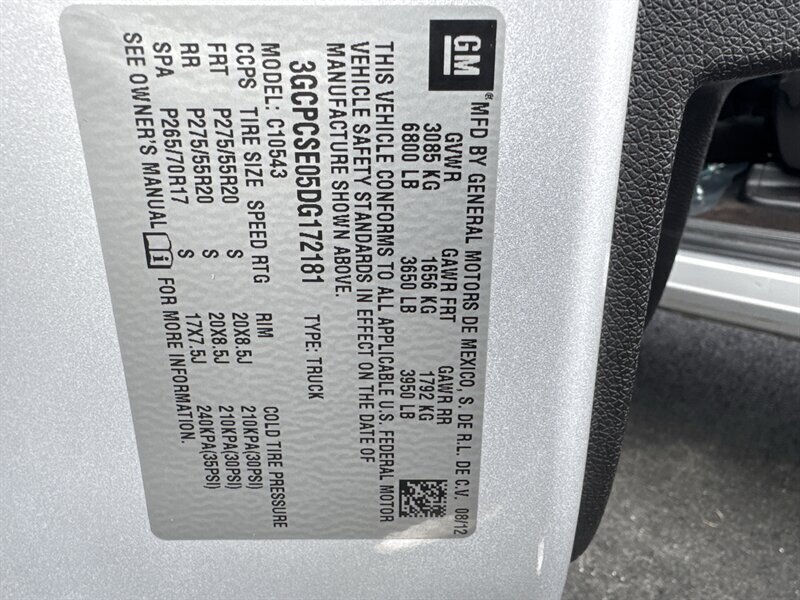 GM
® MFD BY GENERAL MOTORS DE MEXICO, S. DE R.L. DE C.V. 08/12
GVWR GAWR FRT GAWR RR
3085 KG 1656 KG 1792 KG
6800 LB 3650 LB 3950 LB
THIS VEHICLE CONFORMS TO ALL APPLICABLE U.S. FEDERAL MOTOR
VEHICLE SAFETY STANDARDS IN EFFECT ON THE DATE OF
MANUFACTURE SHOWN ABOVE.
3GCPCSE05DG172181 TYPE: TRUCK
MODEL: C10543
CCPS TIRE SIZE SPEED RTG RIM COLD TIRE PRESSURE
FRT P275/55R20 S 20X8.5J 210KPA(30PSI)
RR P275/55R20 S 20X8.5J 210KPA(30PSI)
SPA P265/70R17 S 17X7.5J 240KPA(35PSI)
SEE OWNER'S MANUAL i FOR MORE INFORMATION.